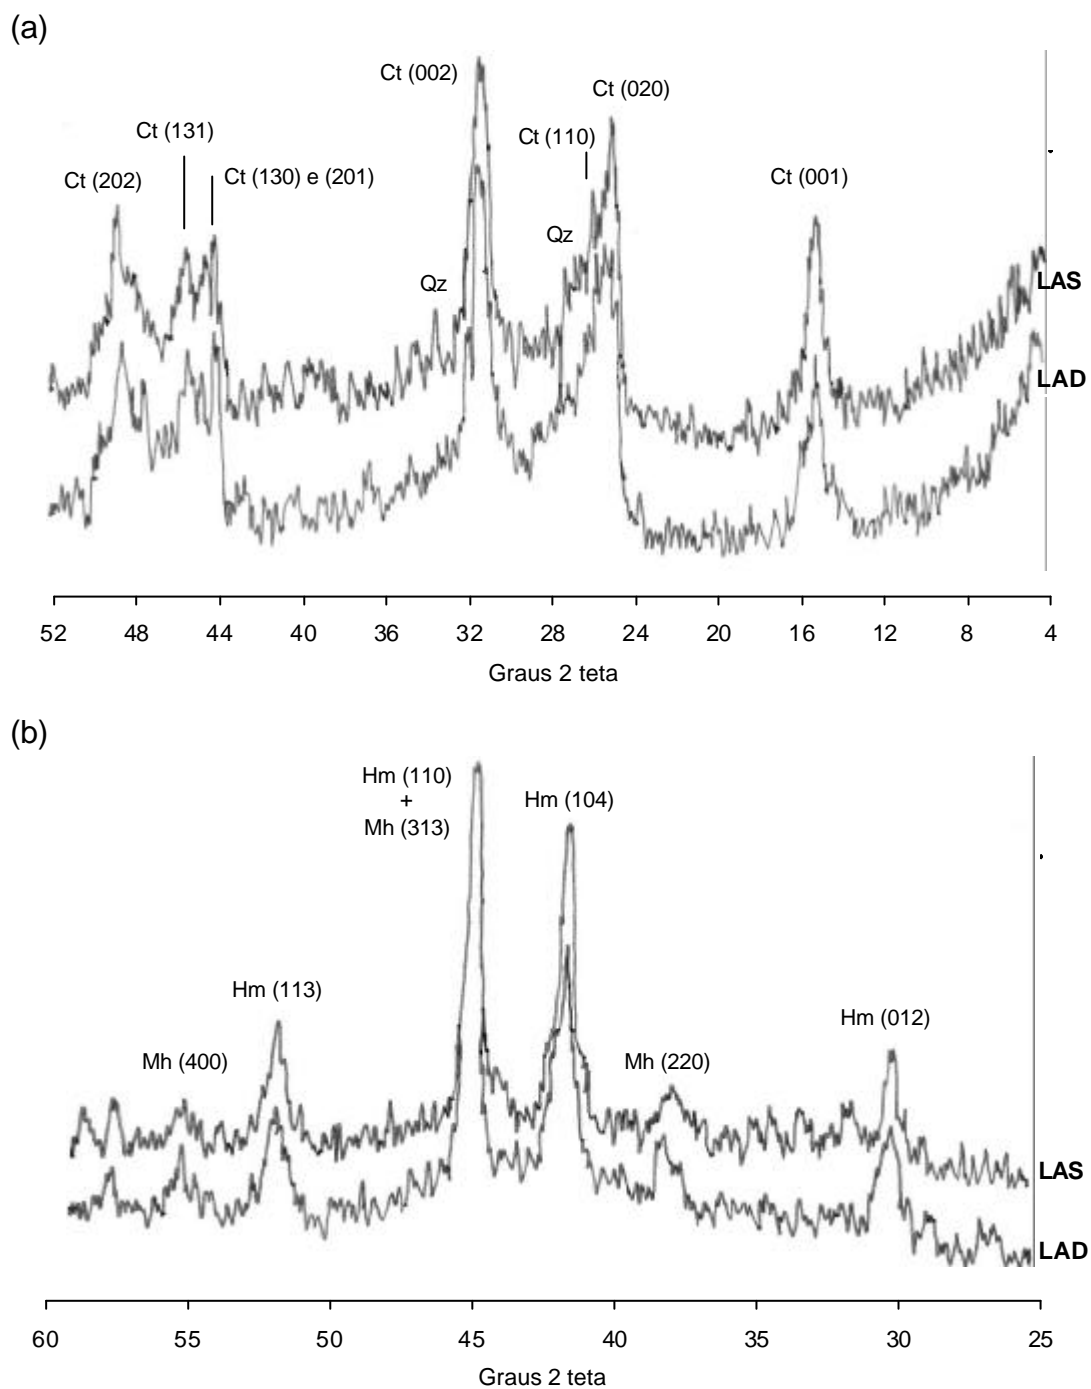 (a)
Ct (002)
Ct (020)
Ct (131)
Ct (110)
Ct (202)
Ct (130) e (201)
Ct (001)
Qz
Qz
LAS
LAD
52 48 44 40 36 32 28 24 20 16 12 8 4
Graus 2 teta
(b)
Hm (110)
+
Mh (313)
Hm (104)
Hm (113)
Hm (012)
Mh (400)
Mh (220)
LAS
LAD
60 55 50 45 40 35 30 25
Graus 2 teta